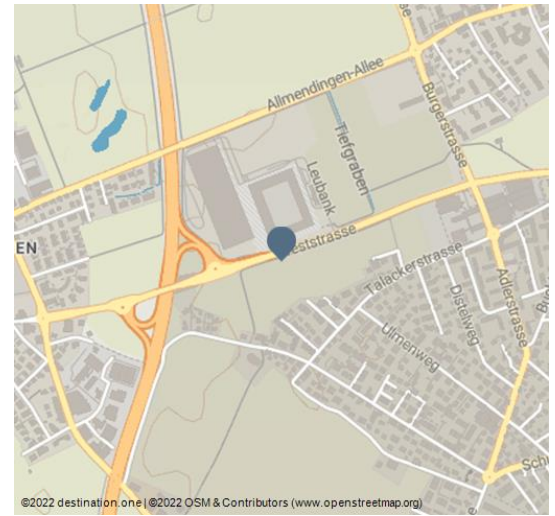 Allmendingen-Allee
Burgerstrasse
Tiefgraben
Leubank
eststrasse
EN
Talackerstrasse
Adlerstrasse
Distelweg
Ulmenweg
©2022 destination.one | ©2022 OSM & Contributors (www.openstreetmap.org)